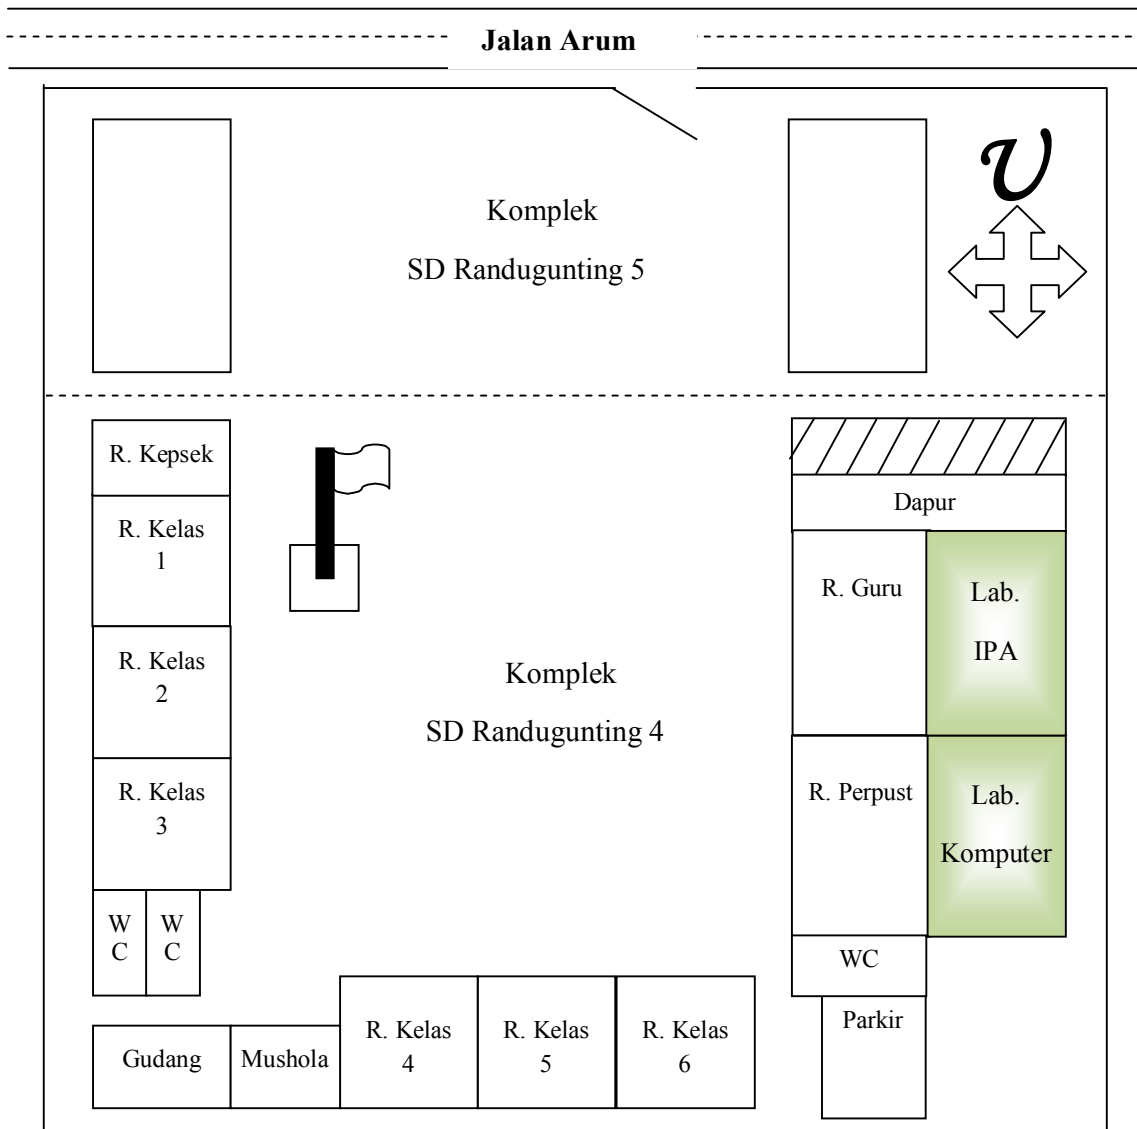 Jalan Arum
U
Komplek
SD Randugunting 5
R. Kepsek
R. Kelas
1
R. Kelas
2
R. Kelas
3
W
C
W
C
Gudang
Mushola
R. Kelas
4
R. Kelas
5
R. Kelas
6
Komplek
SD Randugunting 4
Dapur
R. Guru
Lab.
IPA
R. Perpust
Lab.
Komputer
WC
Parkir